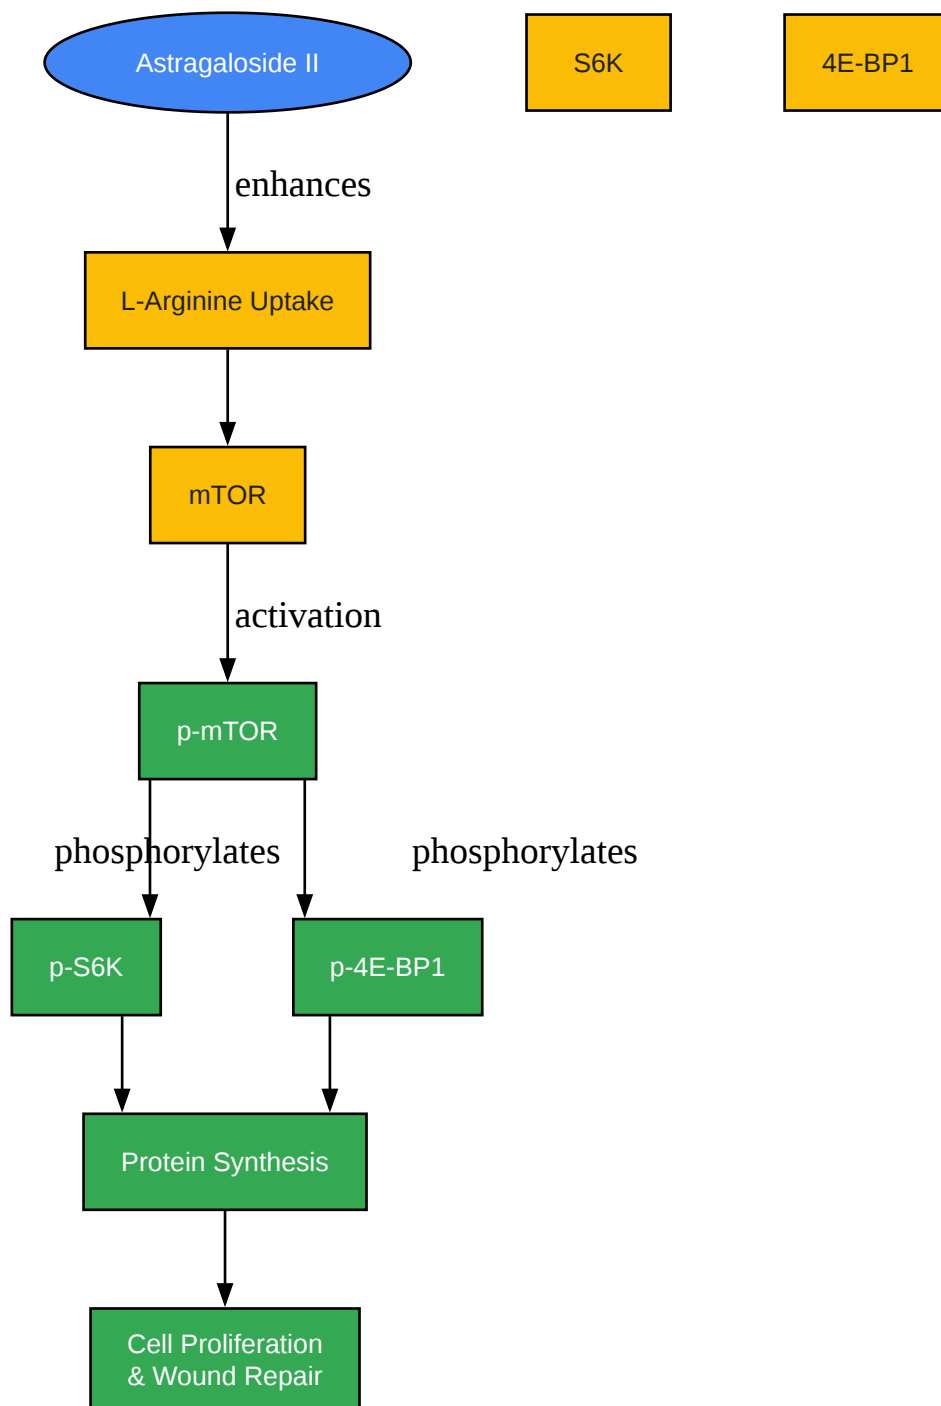 Astragaloside II
S6K
4E-BP1
enhances
L-Arginine Uptake
mTOR
activation
p-mTOR
phosphorylates
phosphorylates
p-S6K
p-4E-BP1
Protein Synthesis
Cell Proliferation
& Wound Repair